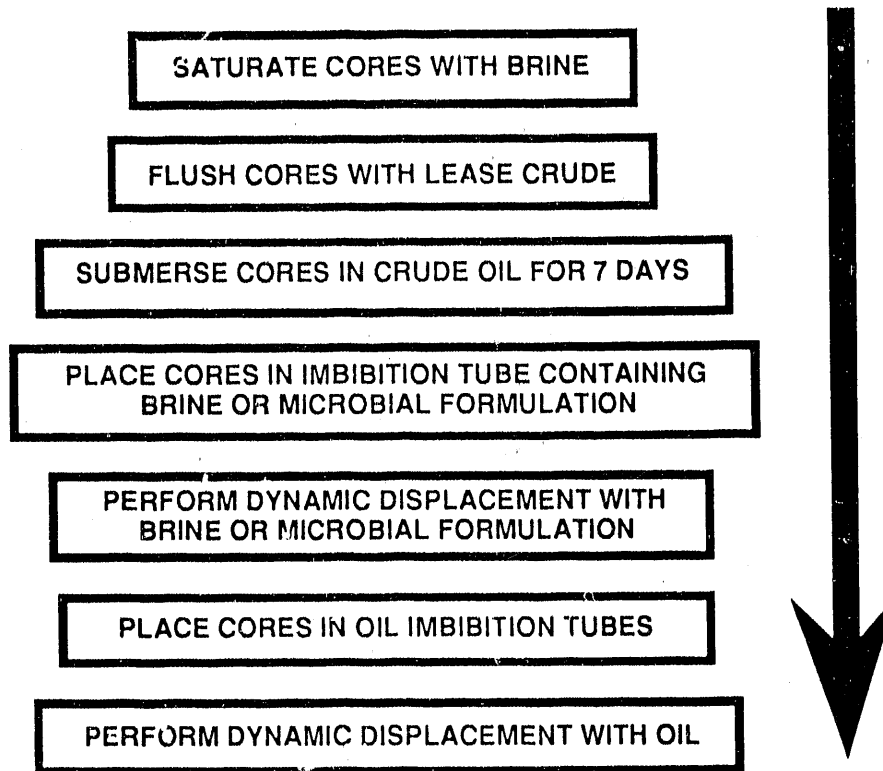 SATURATE CORES WITH BRINE
FLUSH CORES WITH LEASE CRUDE
SUBMERSE CORES IN CRUDE OIL FOR 7 DAYS
PLACE CORES IN IMBIBITION TUBE CONTAINING
BRINE OR MICROBIAL FORMULATION
PERFORM DYNAMIC DISPLACEMENT WITH
BRINE OR MICROBIAL FORMULATION
PLACE CORES IN OIL IMBIBITION TUBES
PERFORM DYNAMIC DISPLACEMENT WITH OIL